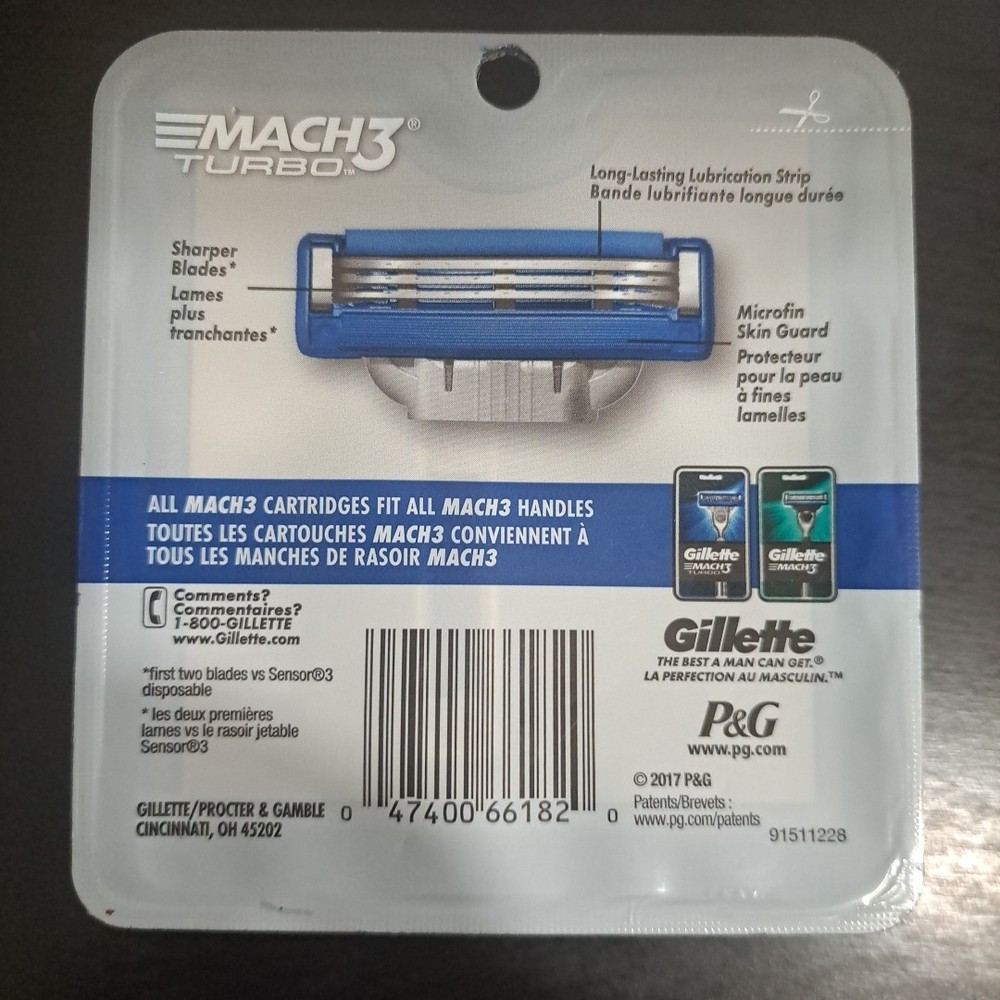 MACH3®
TURBO™
Long-Lasting Lubrication Strip
Bande lubrifiante longue durée
Sharper
Blades*
Lames
plus
tranchantes*
Microfin
Skin Guard
Protecteur
pour la peau
à fines
lamelles
ALL MACH3 CARTRIDGES FIT ALL MACH3 HANDLES
TOUTES LES CARTOUCHES MACH3 CONVIENNENT À
TOUS LES MANCHES DE RASOIR MACH3
Gillette
MACH3
TURBO
Gillette
MACH3
Comments?
Commentaires?
1-800-GILLETTE
www.Gillette.com
*first two blades vs Sensor®3
disposable
* les deux premières
lames vs le rasoir jetable
Sensor®3
GILLETTE/PROCTER & GAMBLE
CINCINNATI, OH 45202
0 47400 66182 0
Gillette
THE BEST A MAN CAN GET.®
LA PERFECTION AU MASCULIN.™
P&G
www.pg.com
© 2017 P&G
Patents/Brevets :
www.pg.com/patents
91511228